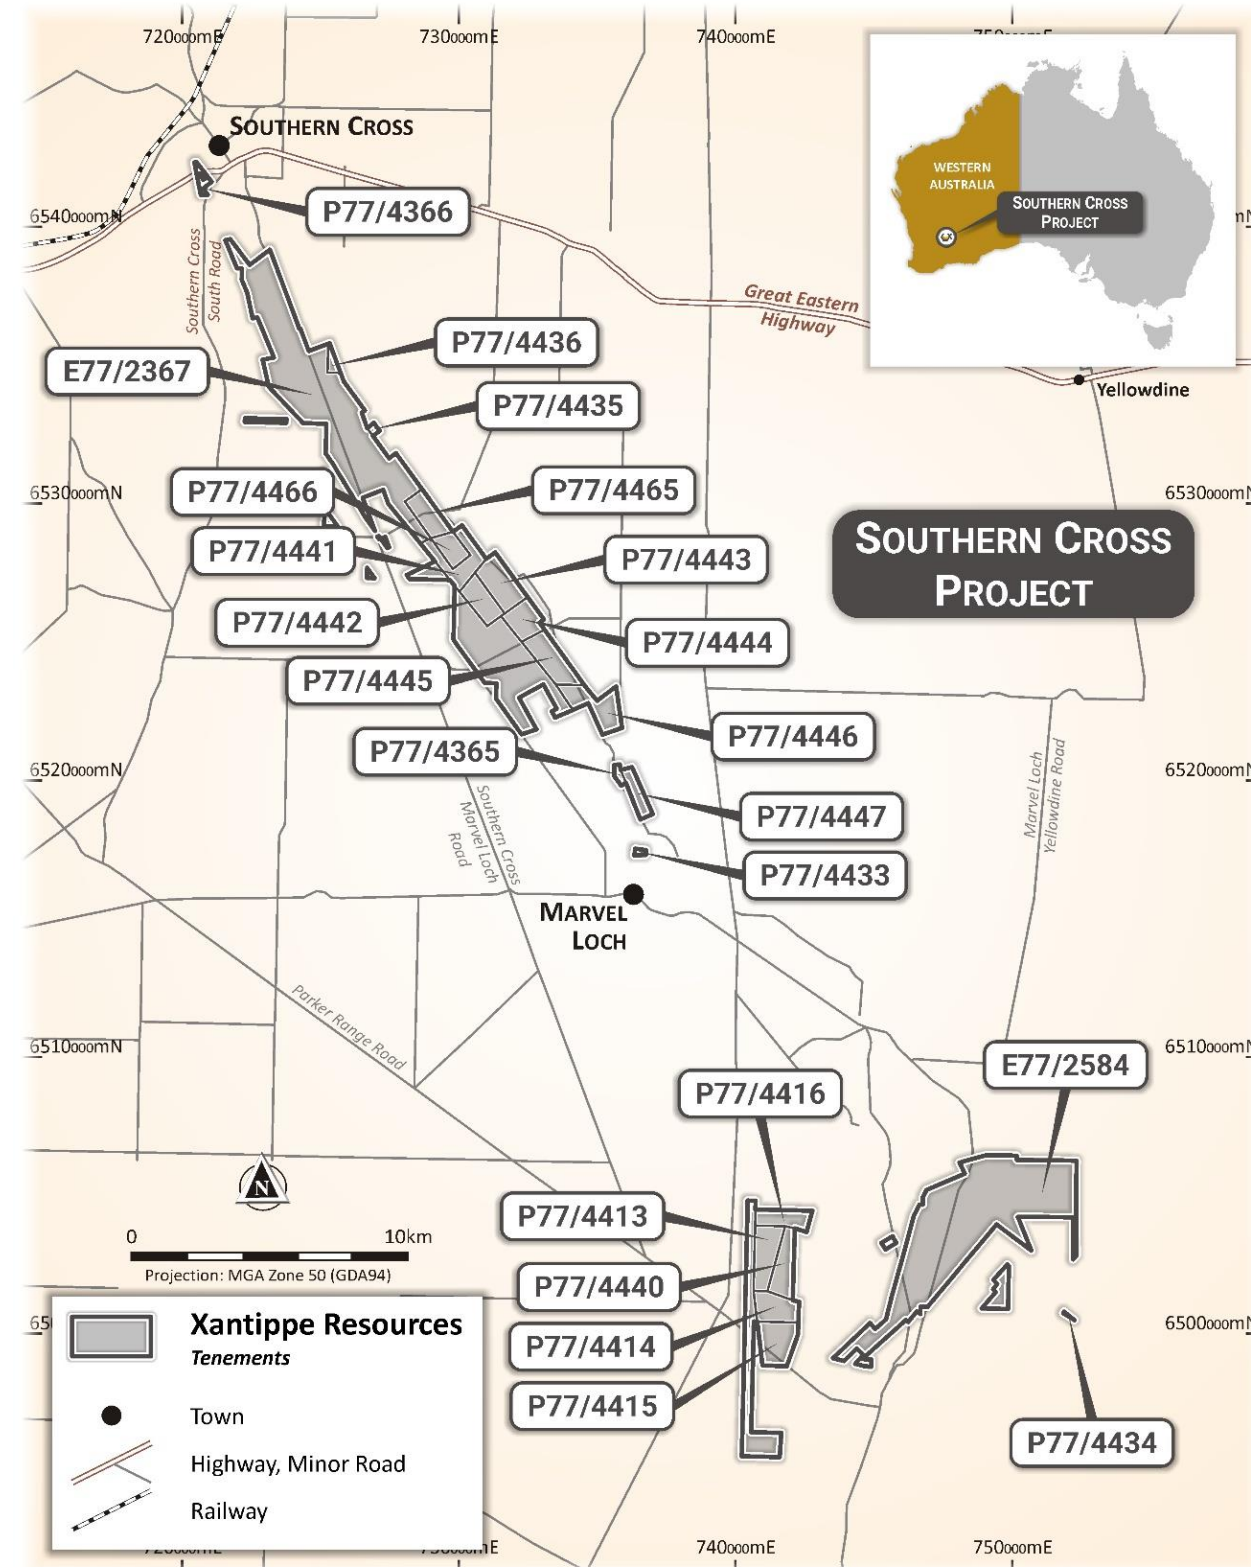 720000mE
730000mE
740000mE
750000mE
SOUTHERN CROSS
P77/4366
6540000mN
mN
WESTERN
AUSTRALIA
SOUTHERN CROSS
PROJECT
Southern Cross
South Road
Great Eastern
Highway
P77/4436
E77/2367
P77/4435
Yellowdine
P77/4466
P77/4465
6530000mN
6530000mN
SOUTHERN CROSS
PROJECT
P77/4441
P77/4443
P77/4442
P77/4444
P77/4445
P77/4446
P77/4365
6520000mN
6520000mN
Southern Cross
Marvel Loch
Road
Marvel Loch
Yellowdine Road
P77/4447
P77/4433
MARVEL
LOCH
Parker Range Road
6510000mN
6510000mN
E77/2584
P77/4416
N
P77/4413
0 10km
Projection: MGA Zone 50 (GDA94)
P77/4440
P77/4414
P77/4415
650
6500000mN
P77/4434
Xantippe Resources
Tenements
Town
Highway, Minor Road
Railway
720000mE
730000mE
740000mE
750000mE